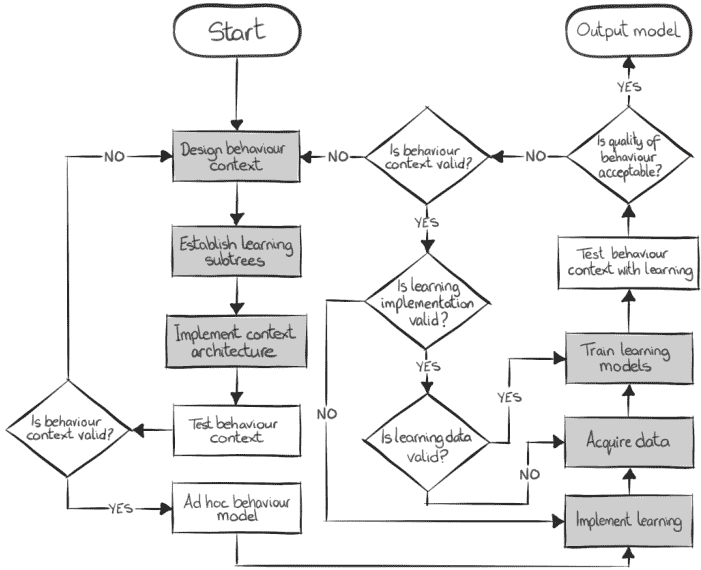 Start
Output model
YES
Design behaviour
context
NO
NO
Is behaviour
context valid?
NO
Is quality of
behaviour
acceptable?
YES
Establish learning
subtrees
Test behaviour
context with learning
Is learning
implementation
valid?
Implement context
architecture
Train learning
models
YES
YES
NO
Is behaviour
context valid?
Test behaviour
context
Is learning data
valid?
Acquire data
NO
YES
Ad hoc behaviour
model
Implement learning